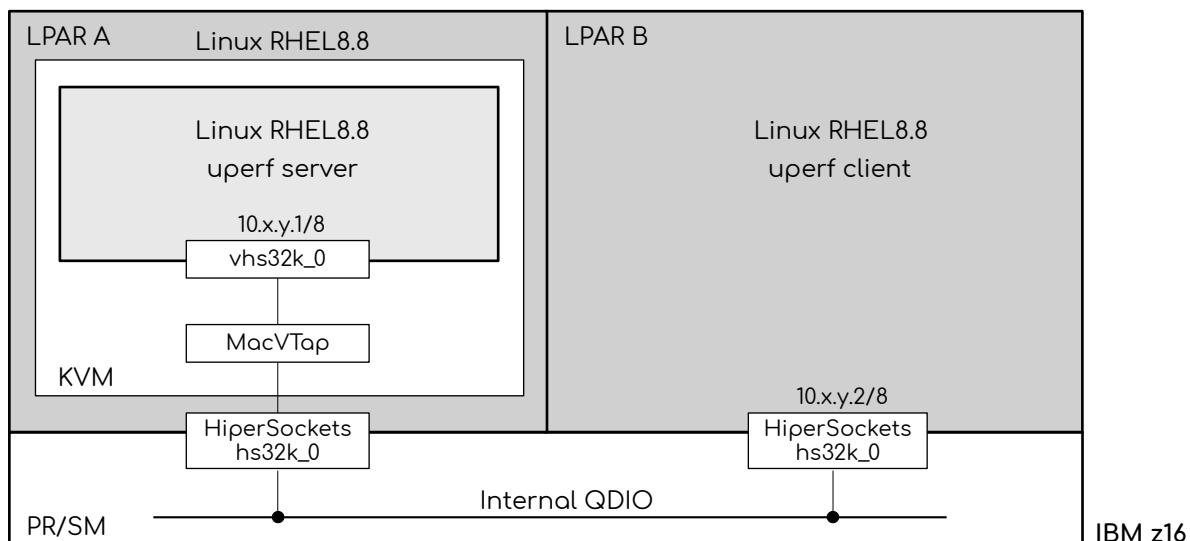 LPAR A
Linux RHEL8.8
LPAR B
Linux RHEL8.8
uperf server
Linux RHEL8.8
uperf client
10.x.y.1/8
vhs32k_0
MacVTap
KVM
10.x.y.2/8
HiperSockets
hs32k_0
HiperSockets
hs32k_0
Internal QDIO
PR/SM
IBM z16